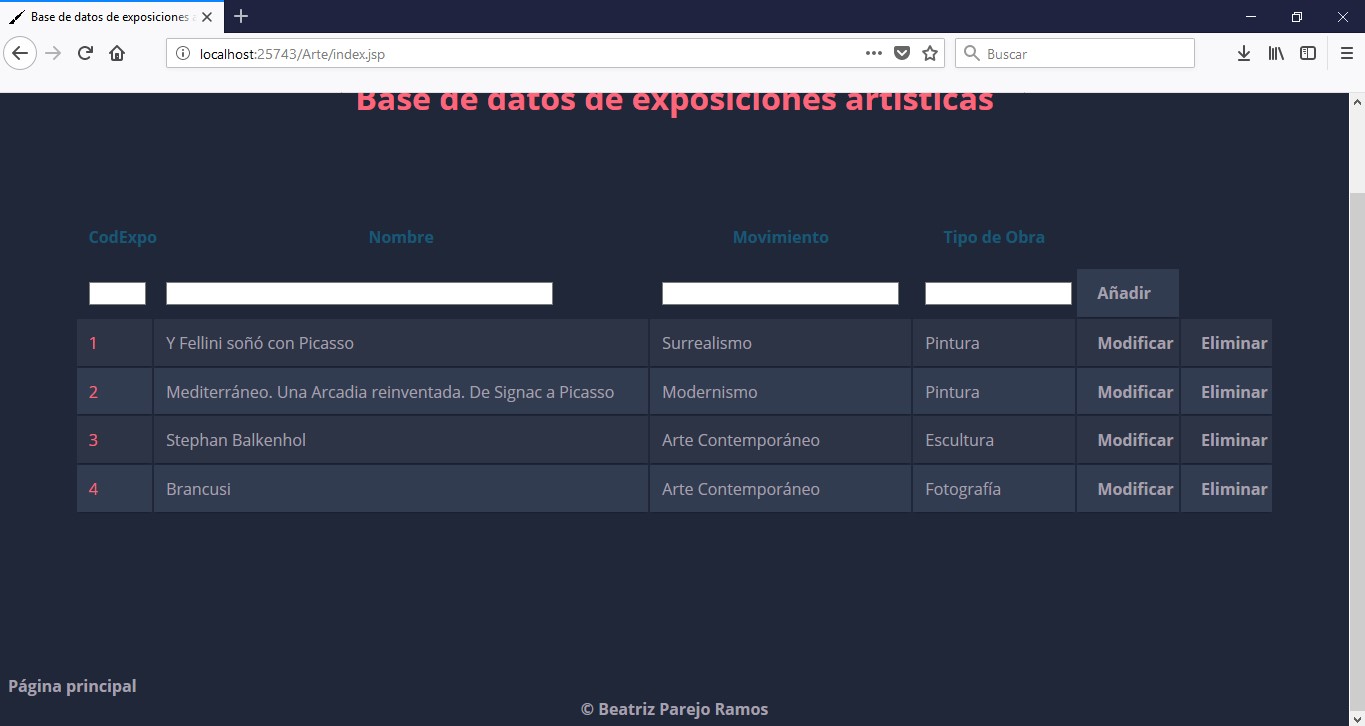 Base de datos de exposiciones
localhost:25743/Arte/index.jsp
Buscar
Base de datos de exposiciones artísticas
CodExpo Nombre Movimiento Tipo de Obra
Añadir
1 Y Fellini soñó con Picasso Surrealismo Pintura Modificar Eliminar
2 Mediterráneo. Una Arcadia reinventada. De Signac a Picasso Modernismo Pintura Modificar Eliminar
3 Stephan Balkenhol Arte Contemporáneo Escultura Modificar Eliminar
4 Brancusi Arte Contemporáneo Fotografía Modificar Eliminar
Página principal
© Beatriz Parejo Ramos